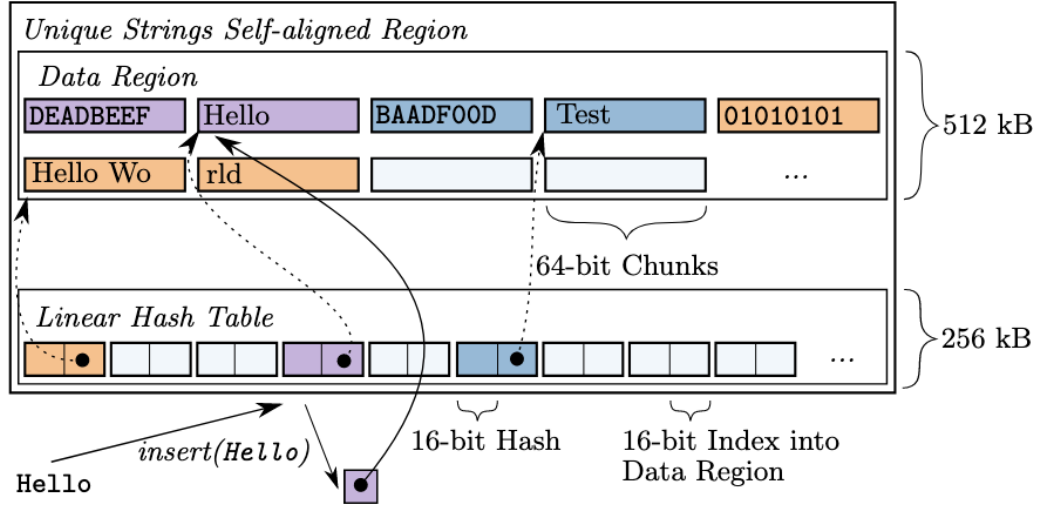 Unique Strings Self-aligned Region
Data Region
DEADBEEF Hello BAADF00D Test 01010101
512 kB
Hello Wo rld ...
64-bit Chunks
Linear Hash Table
256 kB
...
insert(Hello)
16-bit Hash
16-bit Index into
Data Region
Hello